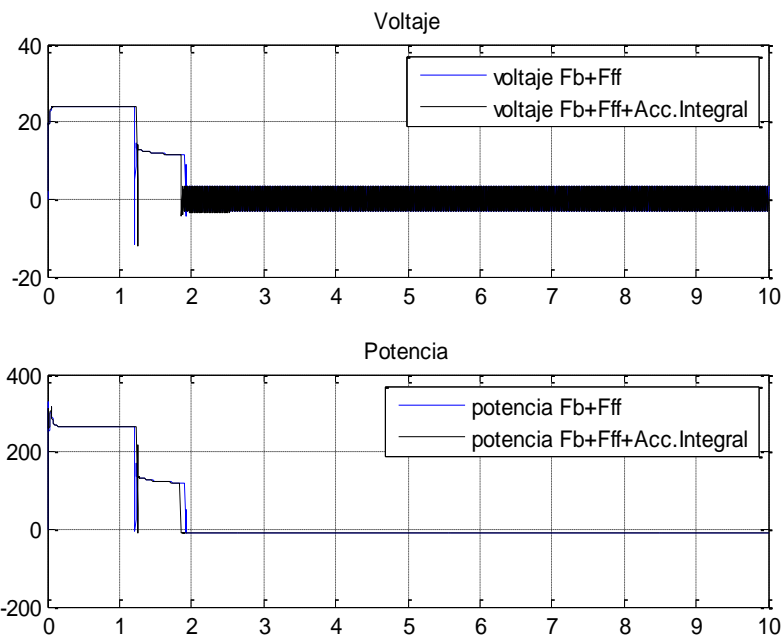 Voltaje
40
20
0
-20
voltaje Fb+Fff
voltaje Fb+Fff+Acc.Integral
0 1 2 3 4 5 6 7 8 9 10
Potencia
400
200
0
-200
potencia Fb+Fff
potencia Fb+Fff+Acc.Integral
0 1 2 3 4 5 6 7 8 9 10